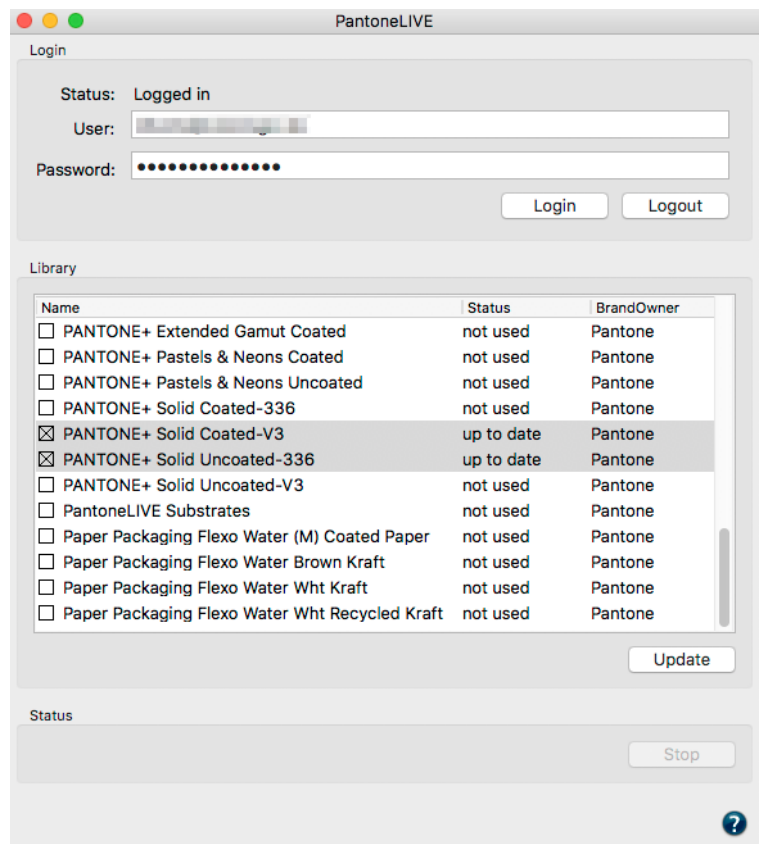 PantoneLIVE
Login
Status: Logged in
User:
Password: ••••••••••••••
Login Logout
Library
Name Status BrandOwner
PANTONE+ Extended Gamut Coated not used Pantone
PANTONE+ Pastels & Neons Coated not used Pantone
PANTONE+ Pastels & Neons Uncoated not used Pantone
PANTONE+ Solid Coated-336 not used Pantone
PANTONE+ Solid Coated-V3 up to date Pantone
PANTONE+ Solid Uncoated-336 up to date Pantone
PANTONE+ Solid Uncoated-V3 not used Pantone
PantoneLIVE Substrates not used Pantone
Paper Packaging Flexo Water (M) Coated Paper not used Pantone
Paper Packaging Flexo Water Brown Kraft not used Pantone
Paper Packaging Flexo Water Wht Kraft not used Pantone
Paper Packaging Flexo Water Wht Recycled Kraft not used Pantone
Update
Status
Stop
?